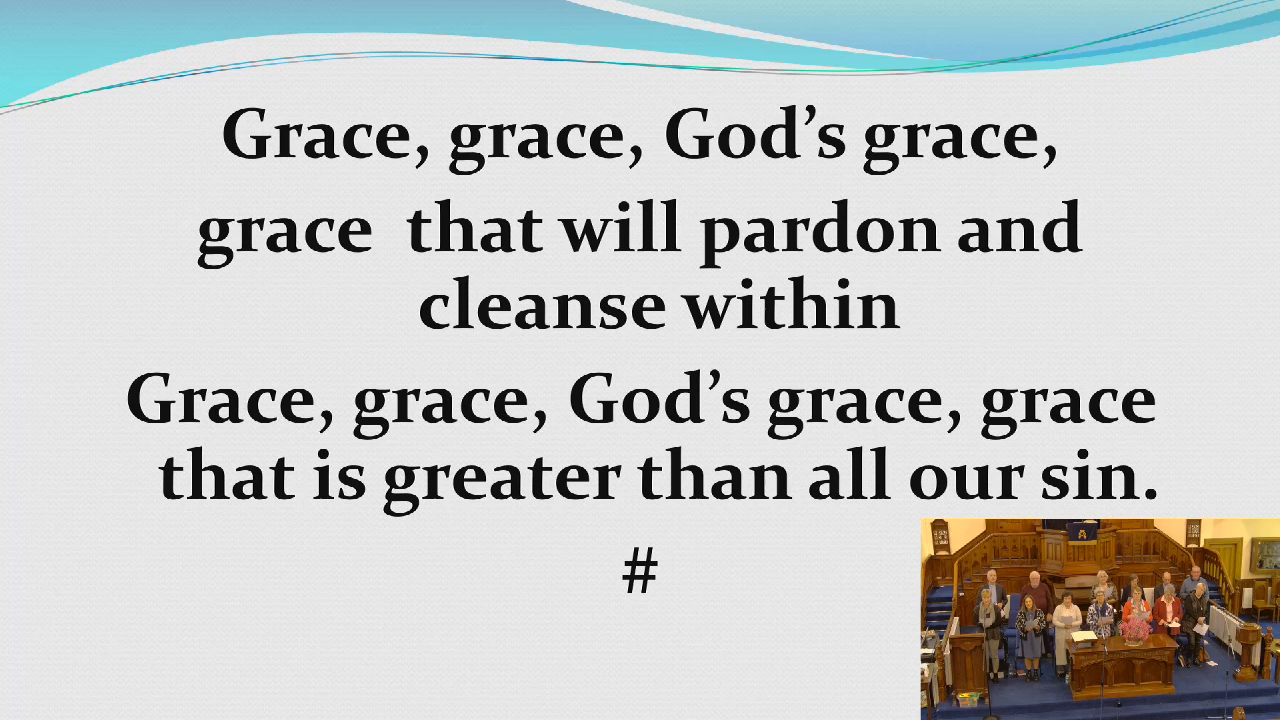 Grace, grace, God’s grace,
grace  that will pardon and
cleanse within
Grace, grace, God’s grace, grace
that is greater than all our sin.
#